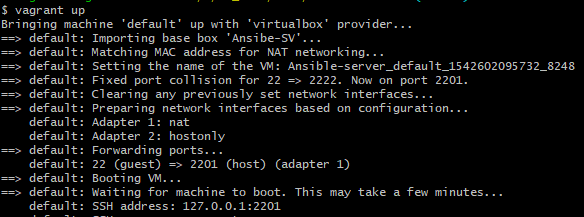 $ vagrant up
Bringing machine 'default' up with 'virtualbox' provider...
==> default: Importing base box 'Ansibe-SV'...
==> default: Matching MAC address for NAT networking...
==> default: Setting the name of the VM: Ansible-server_default_1542602095732_8248
==> default: Fixed port collision for 22 => 2222. Now on port 2201.
==> default: Clearing any previously set network interfaces...
==> default: Preparing network interfaces based on configuration...
default: Adapter 1: nat
default: Adapter 2: hostonly
==> default: Forwarding ports...
default: 22 (guest) => 2201 (host) (adapter 1)
==> default: Booting VM...
==> default: Waiting for machine to boot. This may take a few minutes...
default: SSH address: 127.0.0.1:2201